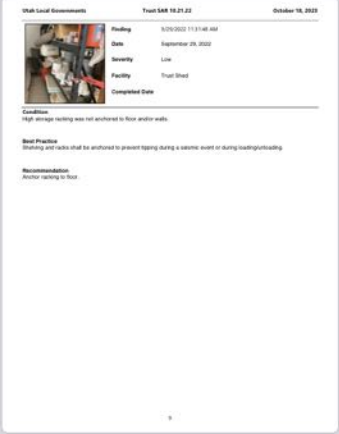 Utah Local Governments Trust SAR 10.21.22 October 18, 2023
Finding 9/29/2022 11:31:48 AM
Date September 29, 2022
Severity Low
Facility Trust Shed
Completed Date
Condition
High storage racking was not anchored to floor and/or walls.
Best Practice
Shelving and racks shall be anchored to prevent tipping during a seismic event or during loading/unloading.
Recommendation
Anchor racking to floor.